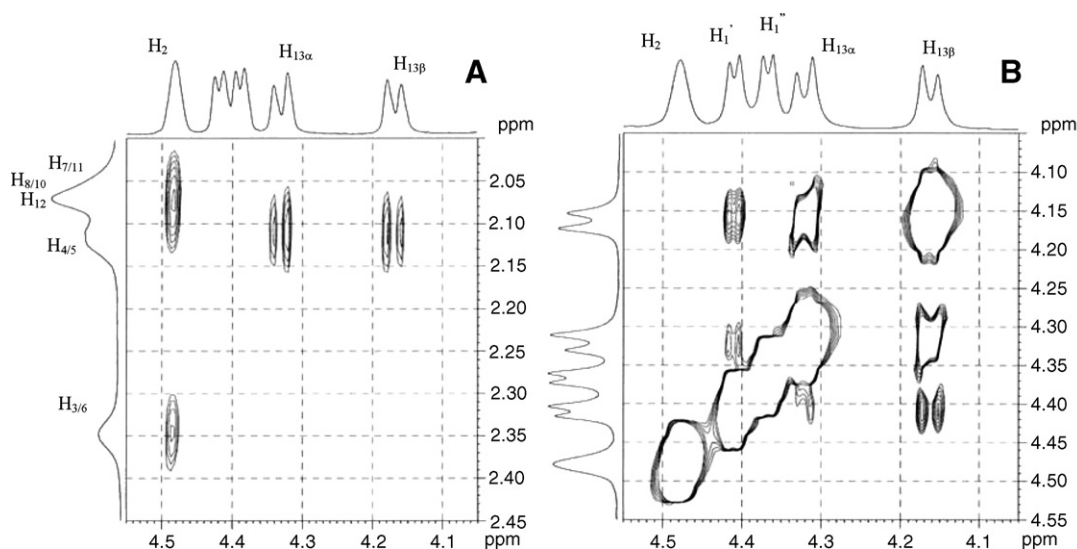 H2
H13α
H13β
A
ppm
H7/11
H8/10
H12
H4/5
H3/6
2.05
2.10
2.15
2.20
2.25
2.30
2.35
2.40
2.45
4.5 4.4 4.3 4.2 4.1 ppm
H2
H1'
H1"
H13α
H13β
B
ppm
4.10
4.15
4.20
4.25
4.30
4.35
4.40
4.45
4.50
4.55
4.5 4.4 4.3 4.2 4.1 ppm